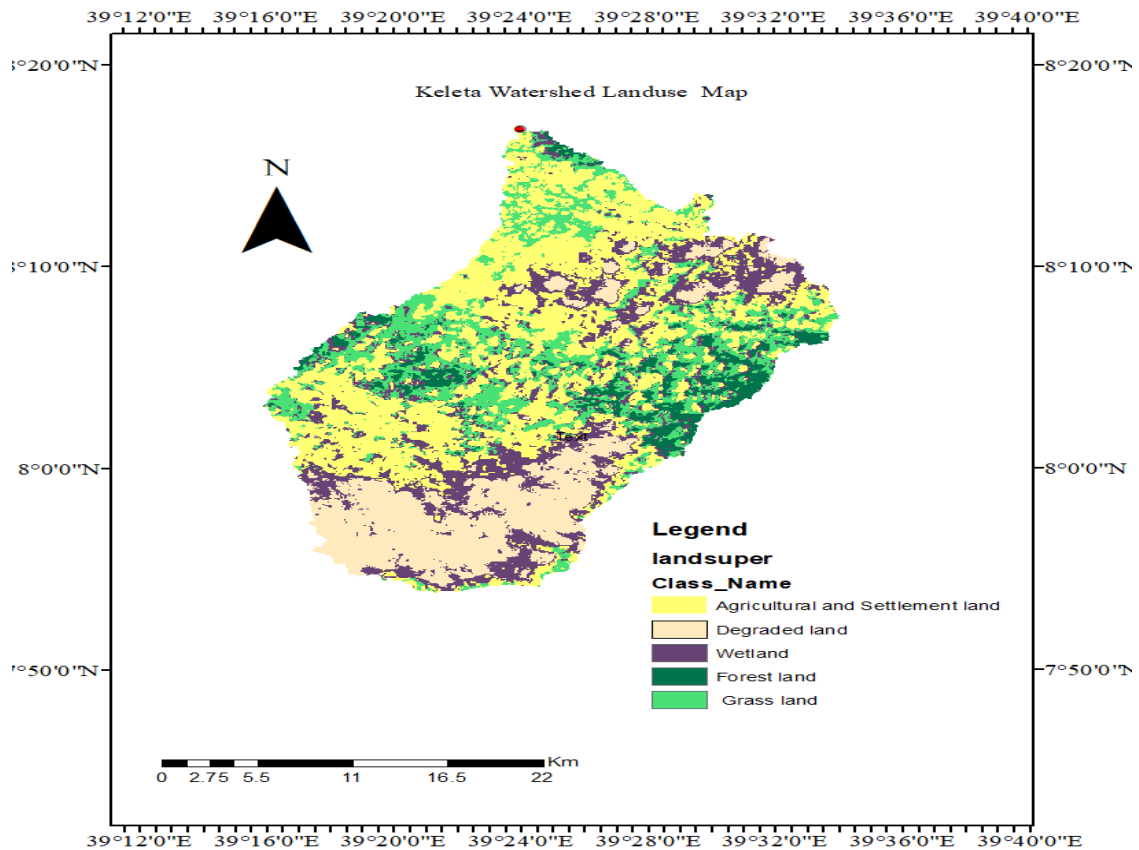 39°12'0"E 39°16'0"E 39°20'0"E 39°24'0"E 39°28'0"E 39°32'0"E 39°36'0"E 39°40'0"E
8°20'0"N 8°20'0"N
Keleta Watershed Landuse Map
N
8°10'0"N 8°10'0"N
Text
8°0'0"N 8°0'0"N
Legend
landsuper
Class_Name
Agricultural and Settlement land
Degraded land
Wetland
7°50'0"N 7°50'0"N
Forest land
Grass land
Km
0 2.75 5.5 11 16.5 22
39°12'0"E 39°16'0"E 39°20'0"E 39°24'0"E 39°28'0"E 39°32'0"E 39°36'0"E 39°40'0"E